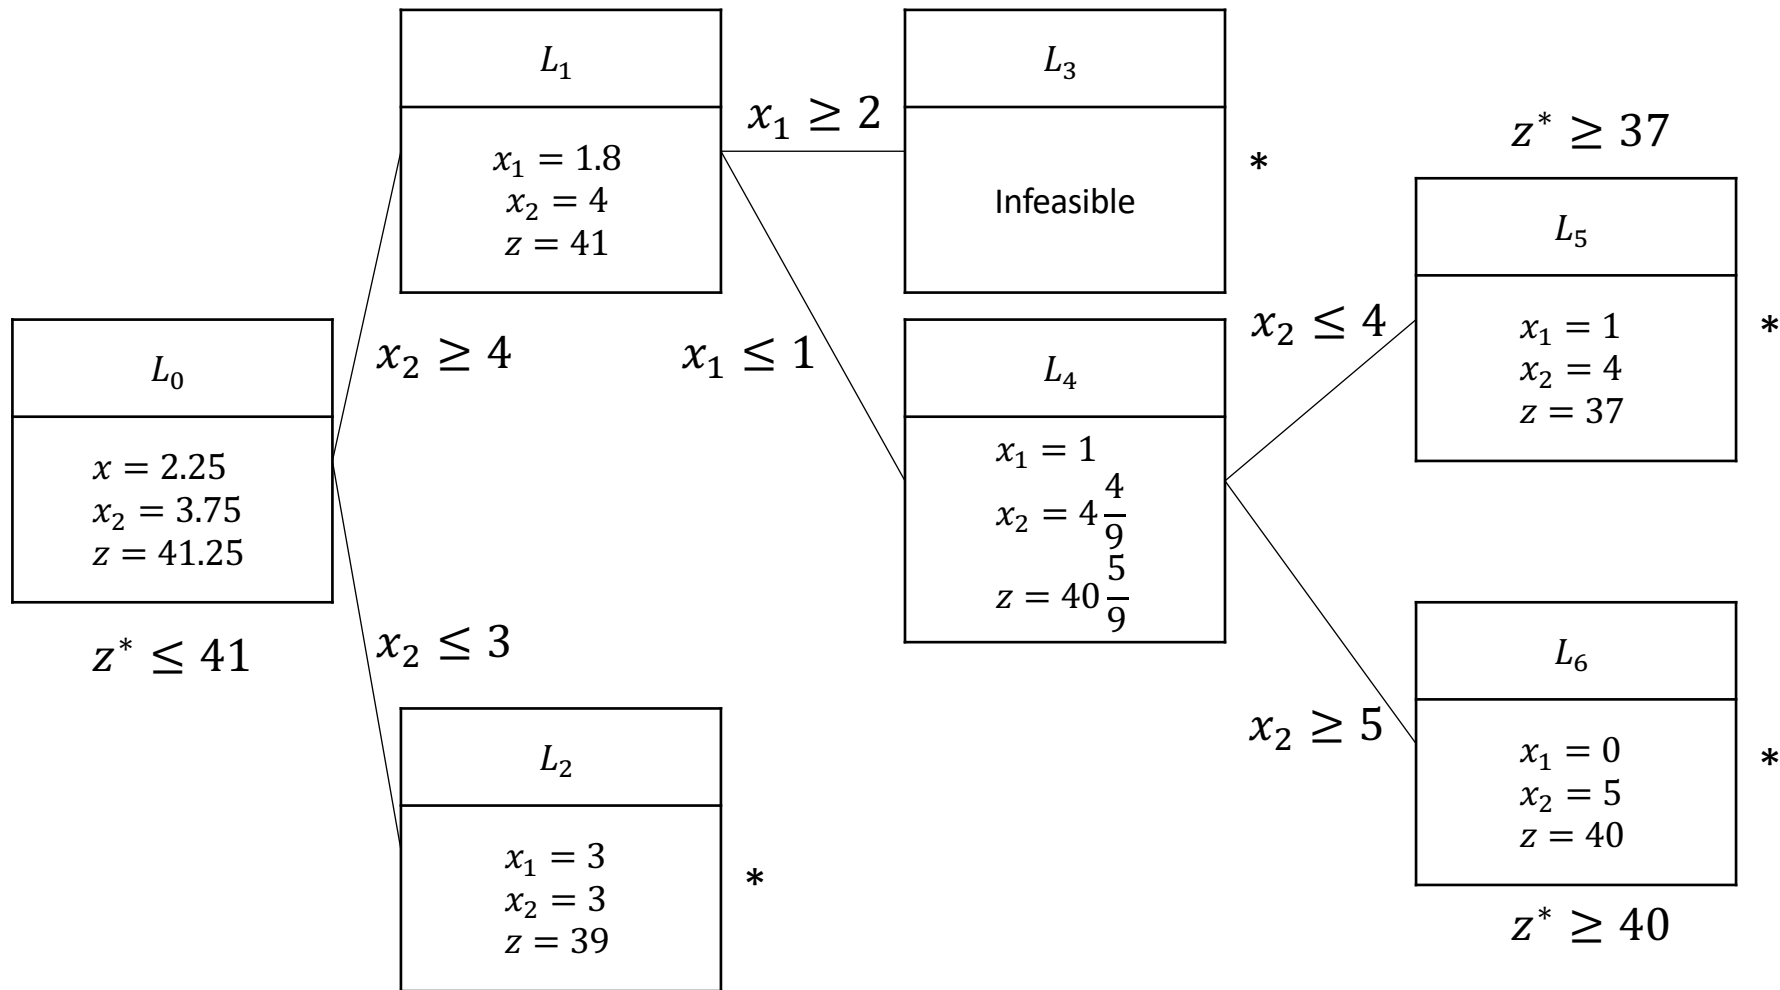 L₀
x = 2.25
x₂ = 3.75
z = 41.25
z* ≤ 41
x₂ ≥ 4
x₂ ≤ 3
L₁
x₁ = 1.8
x₂ = 4
z = 41
L₂
x₁ = 3
x₂ = 3
z = 39
*
x₁ ≥ 2
x₁ ≤ 1
L₃
Infeasible
*
L₄
x₁ = 1
x₂ = 4 4/9
z = 40 5/9
x₂ ≤ 4
x₂ ≥ 5
z* ≥ 37
L₅
x₁ = 1
x₂ = 4
z = 37
*
L₆
x₁ = 0
x₂ = 5
z = 40
*
z* ≥ 40